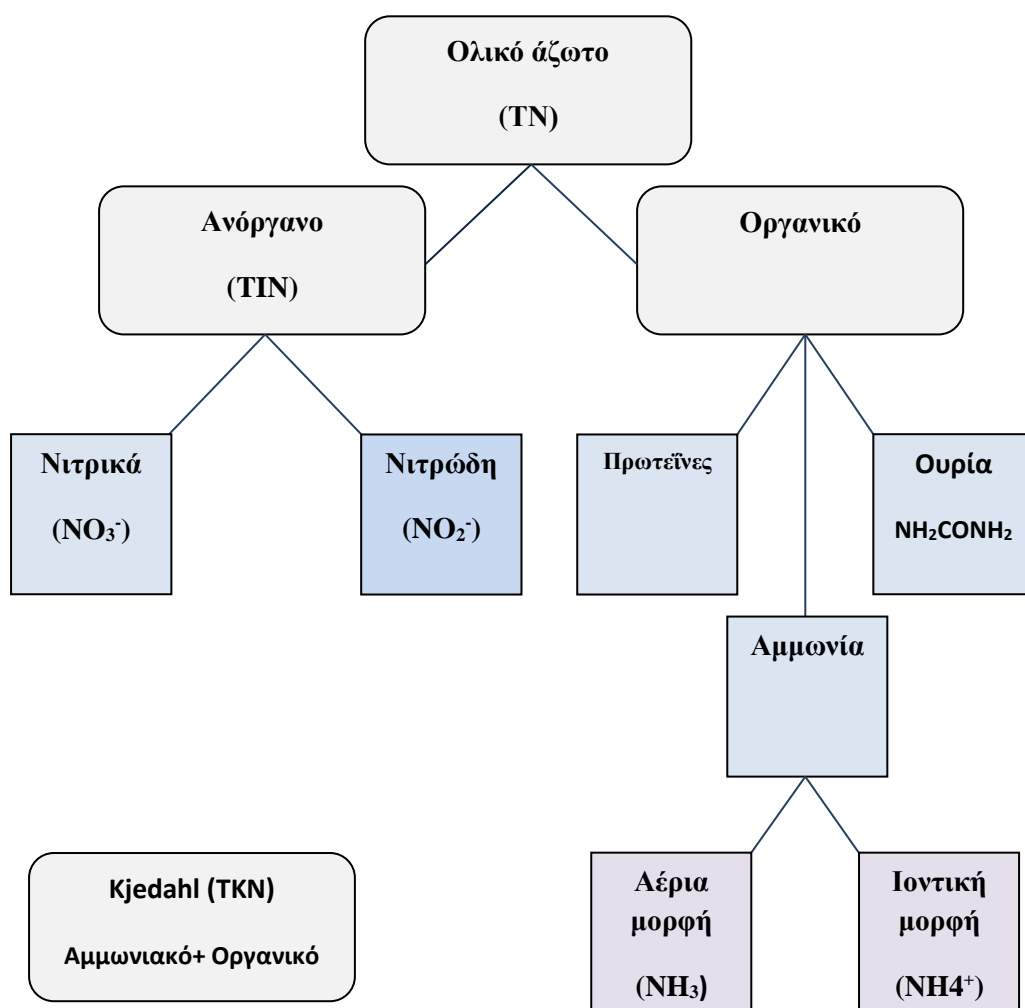 Ολικό άζωτο
(TN)
Ανόργανο
(TIN)
Οργανικό
Νιτρικά
(NO₃⁻)
Νιτρώδη
(NO₂⁻)
Πρωτεΐνες
Ουρία
NH₂CONH₂
Αμμωνία
Αέρια
μορφή
(NH₃)
Ιοντική
μορφή
(NH4⁺)
Kjedahl (TKN)
Αμμωνιακό+ Οργανικό